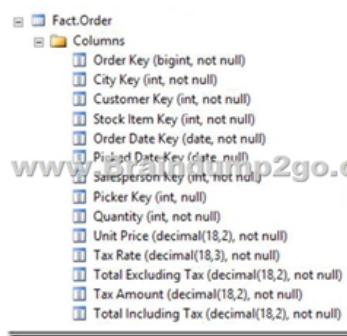 Fact.Order
Columns
Order Key (bigint, not null)
City Key (int, not null)
Customer Key (int, not null)
Stock Item Key (int, not null)
Order Date Key (date, not null)
Picked Date Key (date, null)
Salesperson Key (int, not null)
Picker Key (int, null)
Quantity (int, not null)
Unit Price (decimal(18,2), not null)
Tax Rate (decimal(18,3), not null)
Total Excluding Tax (decimal(18,2), not null)
Tax Amount (decimal(18,2), not null)
Total Including Tax (decimal(18,2), not null)